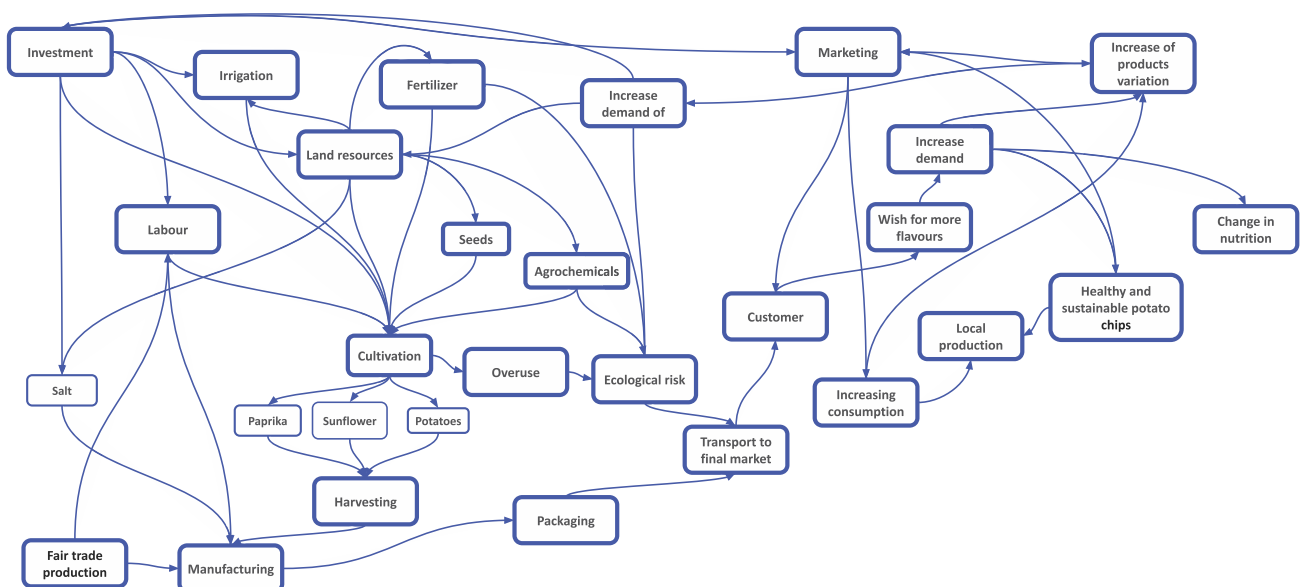 Investment
Marketing
Increase of
products
variation
Irrigation
Fertilizer
Increase
demand of
Land resources
Increase
demand
Labour
Seeds
Wish for more
flavours
Change in
nutrition
Agrochemicals
Customer
Healthy and
sustainable potato
chips
Local
production
Cultivation
Overuse
Ecological risk
Salt
Increasing
consumption
Paprika
Sunflower
Potatoes
Transport to
final market
Harvesting
Packaging
Fair trade
production
Manufacturing